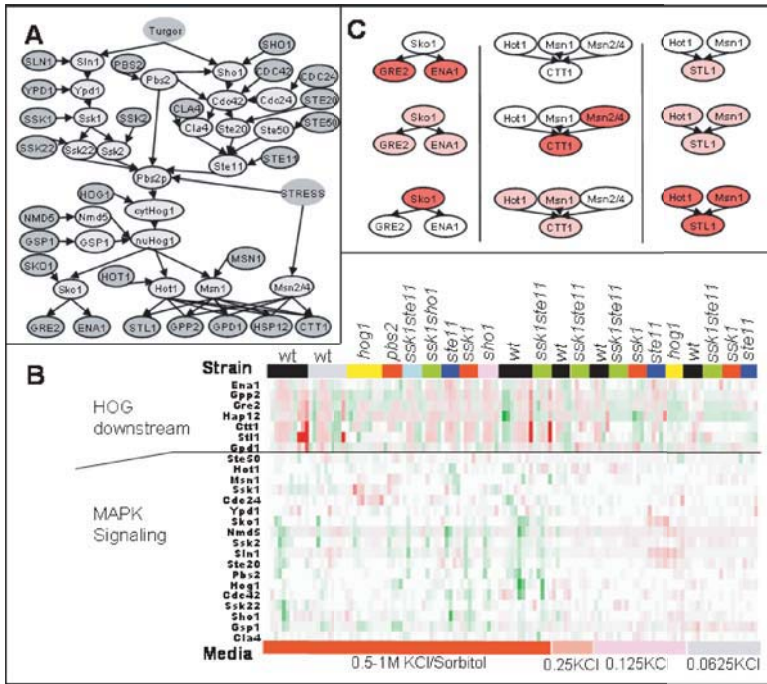 A
Turgor
SLN1
Sln1
PBS2
Pbs2
Sho1
SHO1
CDC42
CDC24
YPD1
Ypd1
Cdc42
Cdc24
STE20
CLA4
SSK1
Ssk1
SSK2
Cla4
Ste20
Ste50
STE50
SSK22
Ssk22
Ssk2
Ste11
STE11
Pbs2p
STRESS
HOG1
cytHog1
NMD5
Nmd5
GSP1
GSP1
nuHog1
SKO1
HOT1
MSN1
Sko1
Hot1
Msn1
Msn2/4
GRE2
ENA1
STL1
GPP2
GPD1
HSP12
CTT1
C
Sko1
GRE2
ENA1
Hot1
Msn1
Msn2/4
CTT1
Hot1
Msn1
STL1
Sko1
GRE2
ENA1
Hot1
Msn1
Msn2/4
CTT1
Hot1
Msn1
STL1
Sko1
GRE2
ENA1
Hot1
Msn1
Msn2/4
CTT1
Hot1
Msn1
STL1
B
Strain
wt
wt
hog1
pbs2
ssk1ste11
ssk1sho1
ste11
ssk1
sho1
wt
ssk1ste11
wt
ssk1ste11
wt
ssk1ste11
ssk1
ste11
hog1
wt
ssk1ste11
ssk1
ste11
HOG
downstream
Ena1
Gpp2
Gre2
Hap12
Ctt1
Stl1
Gpd1
MAPK
Signaling
Ste50
Hot1
Msn1
Ssk1
Cdc24
Ypd1
Sko1
Nmd5
Ssk2
Sln1
Ste20
Pbs2
Hog1
Cdc42
Ssk22
Sho1
Gsp1
Cla4
Media
0.5-1M KCl/Sorbitol
0.25KCl
0.125KCl
0.0625KCl